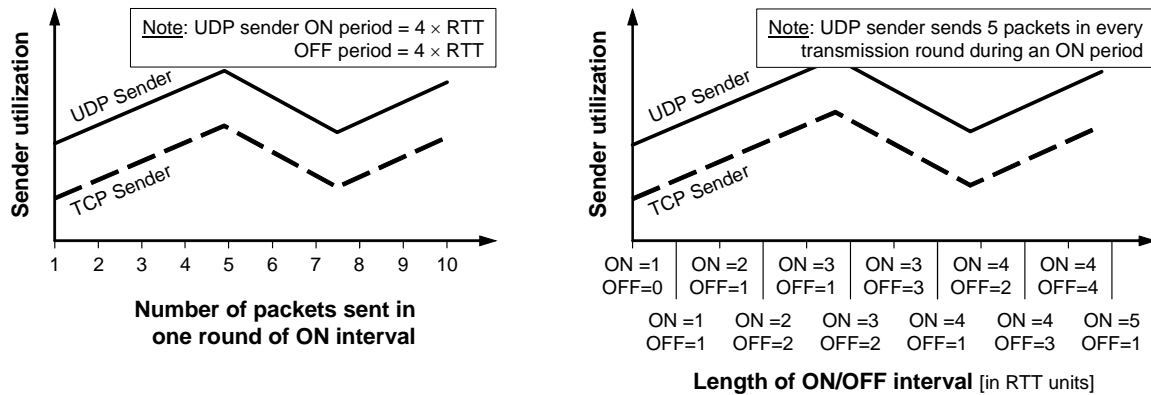 Note: UDP sender ON period = 4 × RTT
OFF period = 4 × RTT
Sender utilization
UDP Sender
TCP Sender
1 2 3 4 5 6 7 8 9 10
Number of packets sent in
one round of ON interval
Note: UDP sender sends 5 packets in every
transmission round during an ON period
Sender utilization
UDP Sender
TCP Sender
ON =1 ON =2 ON =3 ON =3 ON =4 ON =4
OFF=0 OFF=1 OFF=1 OFF=3 OFF=2 OFF=4
ON =1 ON =2 ON =3 ON =4 ON =4 ON =5
OFF=1 OFF=2 OFF=2 OFF=1 OFF=3 OFF=1
Length of ON/OFF interval [in RTT units]